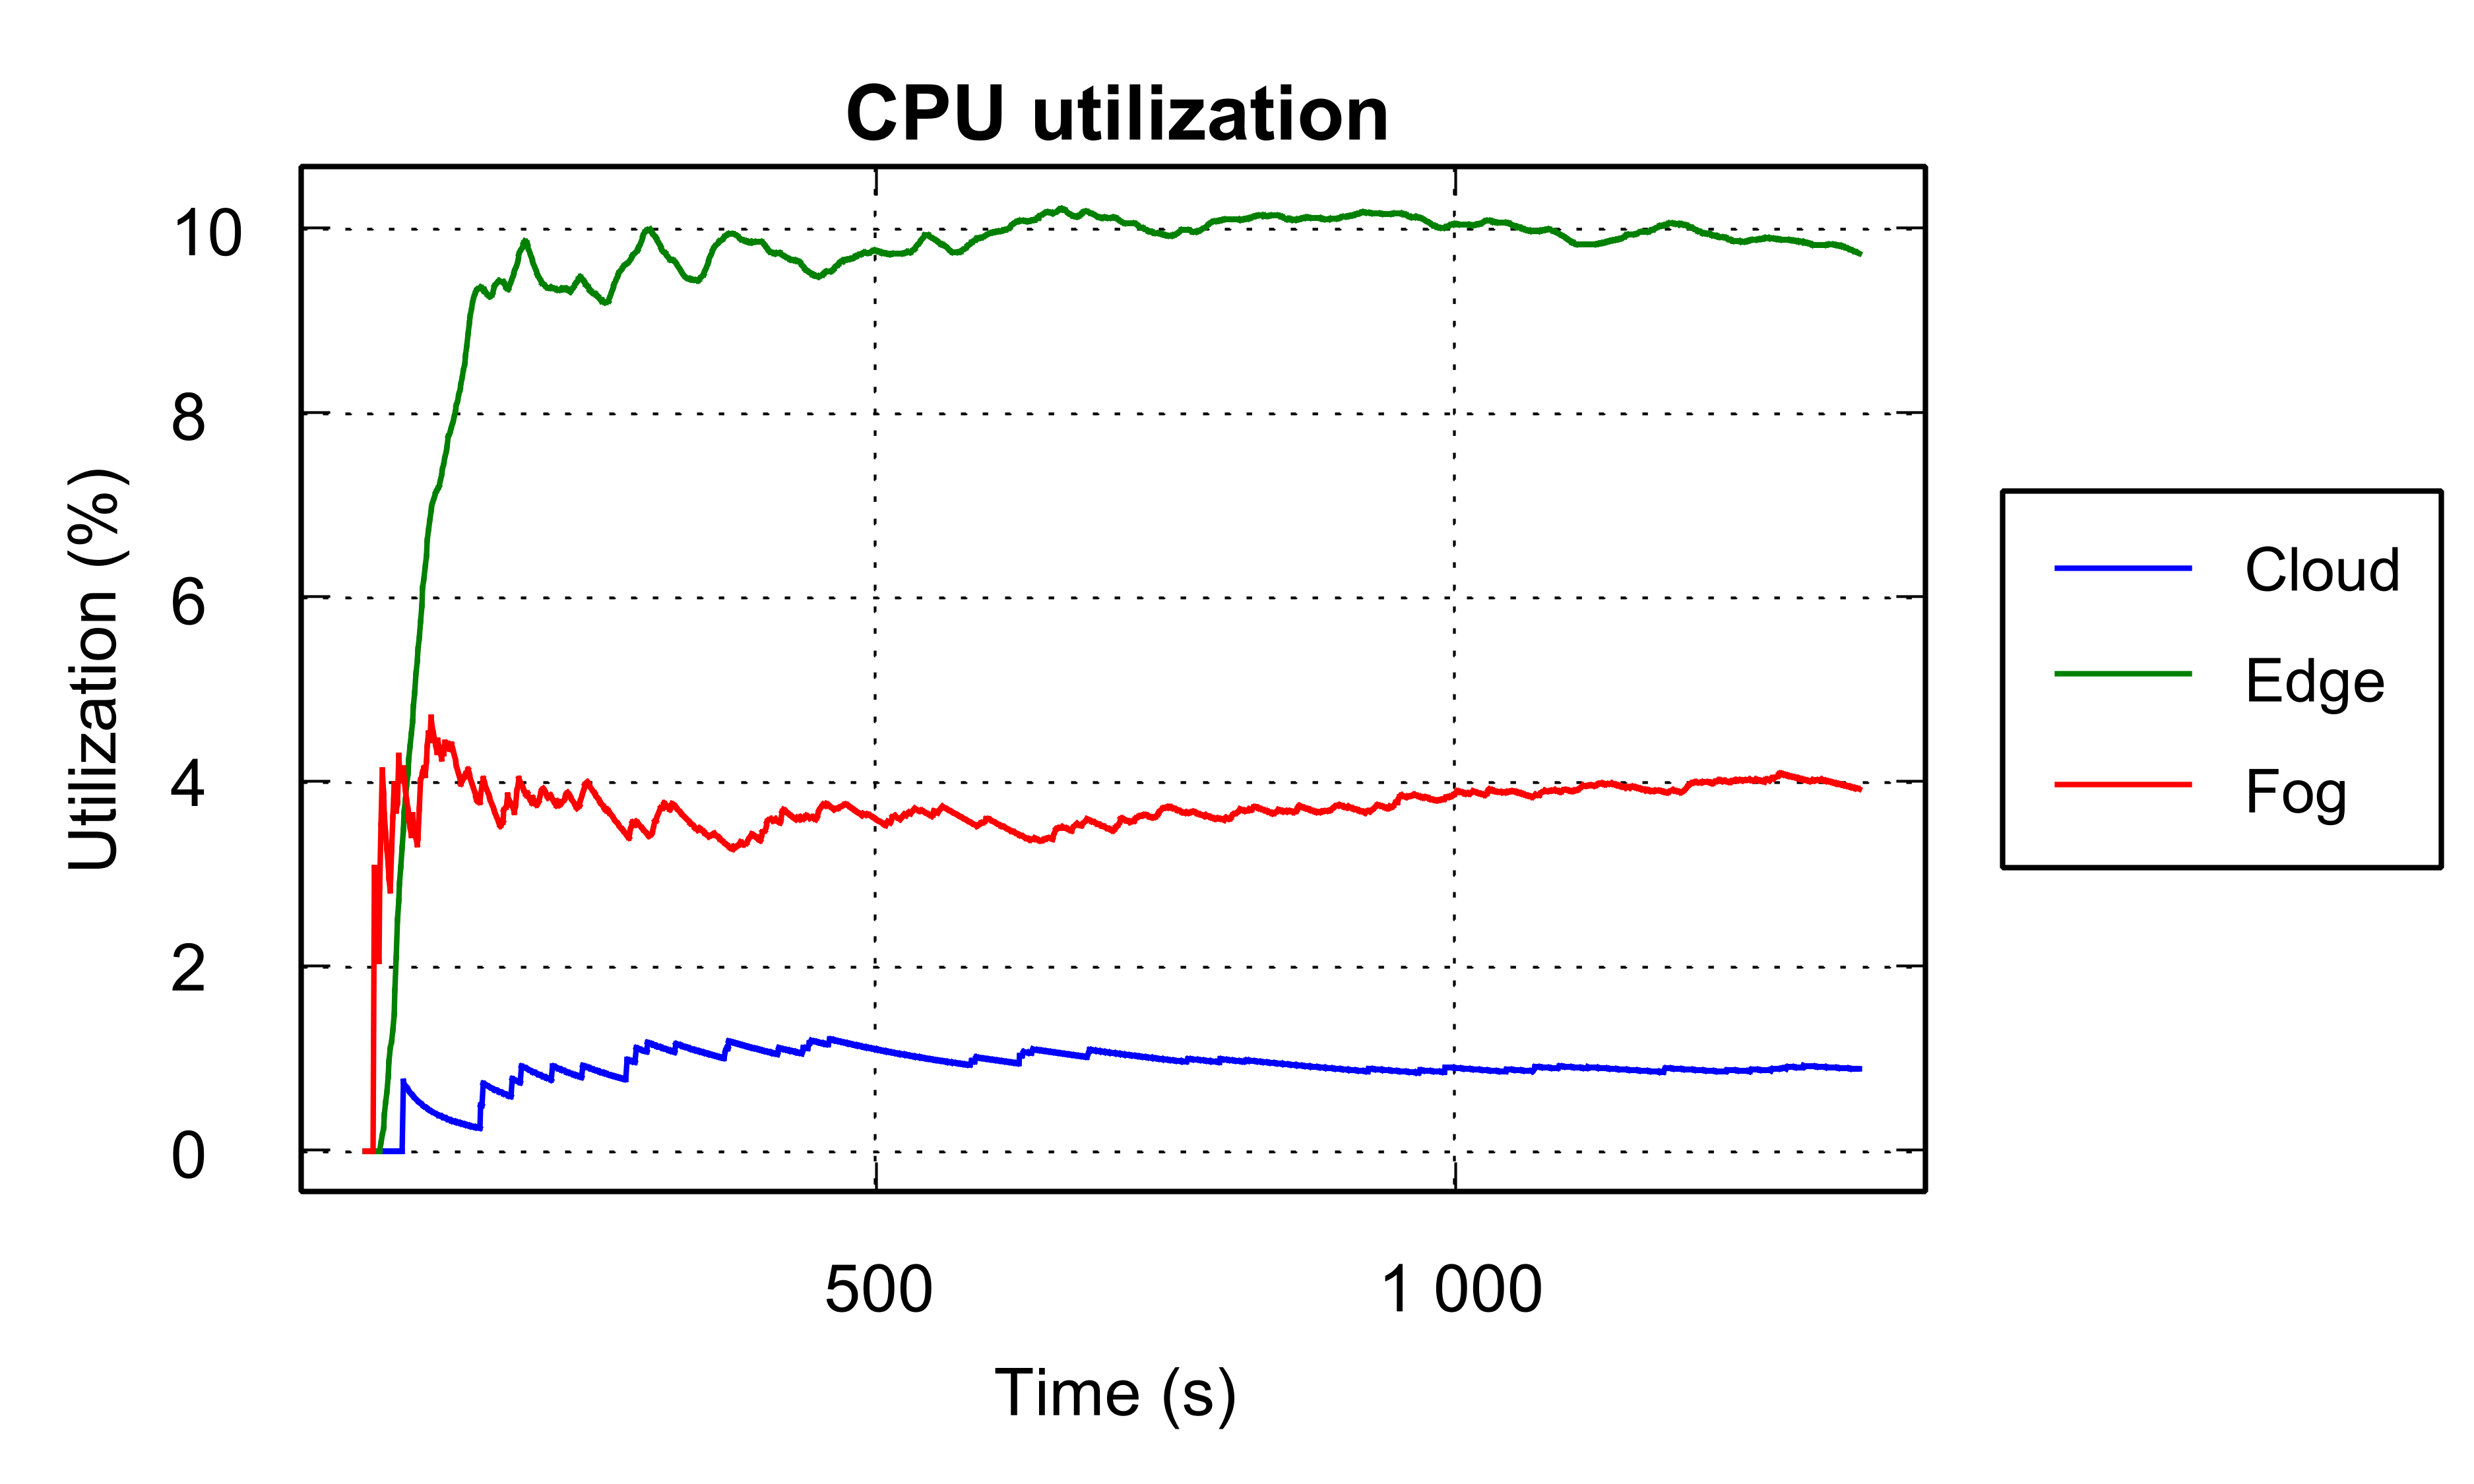 CPU utilization
10
8
6
4
2
0
Utilization (%)
500
1 000
Time (s)
Cloud
Edge
Fog